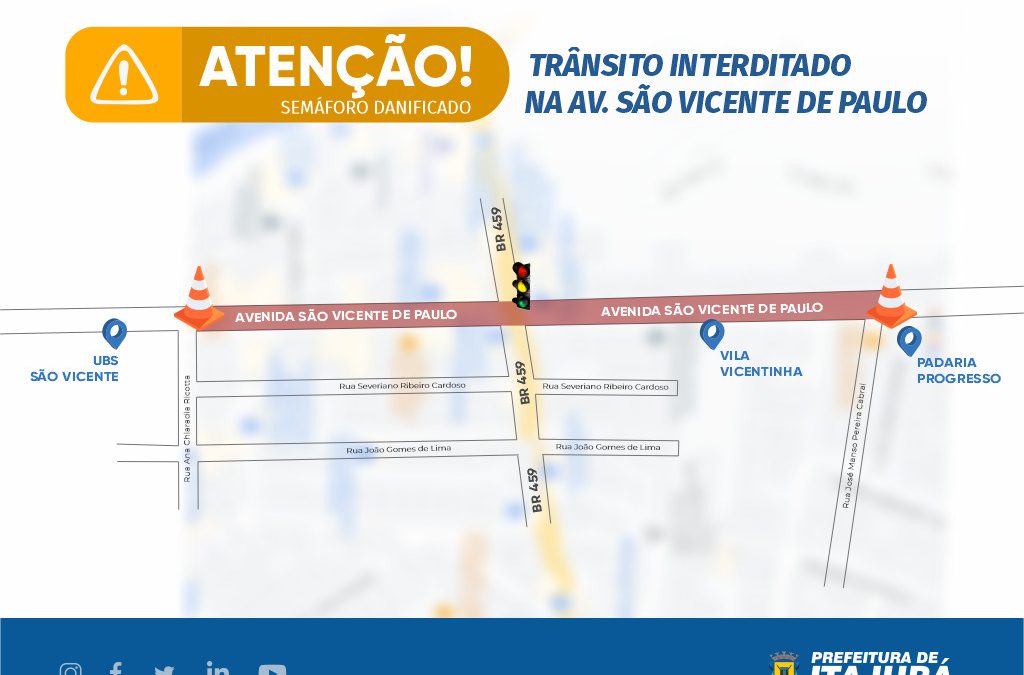 ATENÇÃO!
SEMÁFORO DANIFICADO
TRÂNSITO INTERDITADO
NA AV. SÃO VICENTE DE PAULO
BR 459
AVENIDA SÃO VICENTE DE PAULO
AVENIDA SÃO VICENTE DE PAULO
UBS
SÃO VICENTE
VILA
VICENTINHA
PADARIA
PROGRESSO
Rua Ana Chiaradia Ricotta
Rua Severiano Ribeiro Cardoso
BR 459
Rua Severiano Ribeiro Cardoso
Rua José Manso Pereira Cabral
Rua João Gomes de Lima
Rua João Gomes de Lima
BR 459
PREFEITURA DE
ITAJUBÁ